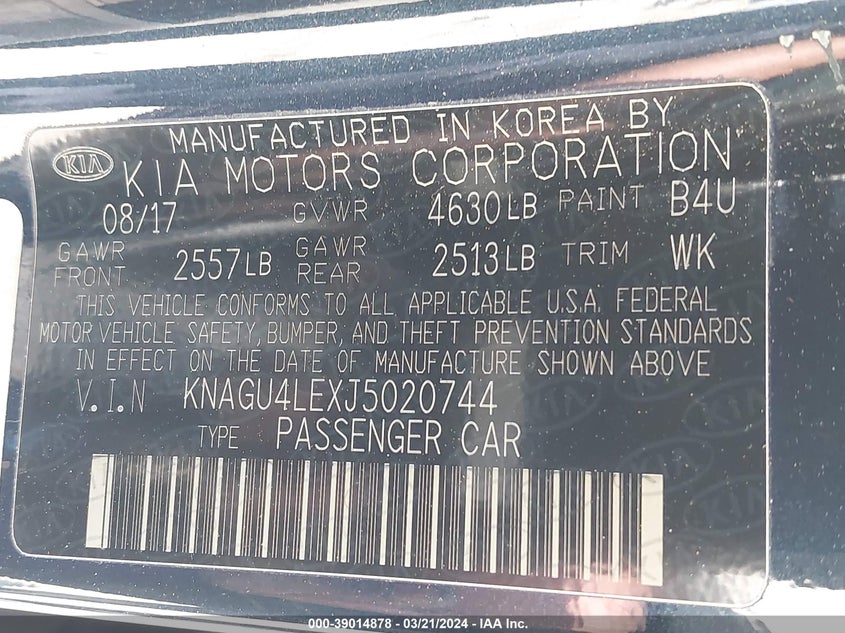 MANUFACTURED IN KOREA BY
KIA KIA MOTORS CORPORATION
08/17 GVWR 4630LB PAINT B4U
GAWR FRONT 2557LB GAWR REAR 2513LB TRIM WK
THIS VEHICLE CONFORMS TO ALL APPLICABLE U.S.A. FEDERAL
MOTOR VEHICLE SAFETY, BUMPER, AND THEFT PREVENTION STANDARDS
IN EFFECT ON THE DATE OF MANUFACTURE SHOWN ABOVE
V.I.N KNAGU4LEXJ5020744
TYPE PASSENGER CAR
000-39014878 - 03/21/2024 - IAA Inc.